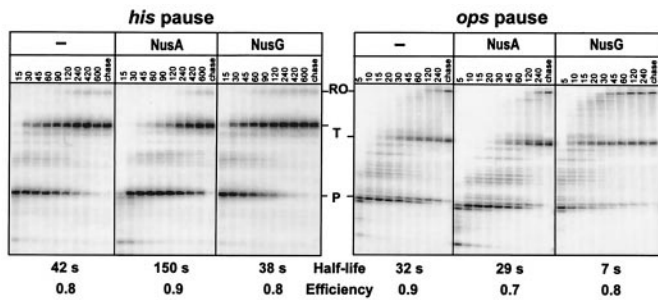 his pause ops pause
– NusA NusG – NusA NusG
15 30 45 60 90 120 240 420 600 chase 15 30 45 60 90 120 240 420 600 chase 15 30 45 60 90 120 240 420 600 chase 5 10 15 20 30 45 60 120 240 chase 5 10 15 20 30 45 60 120 240 chase 5 10 15 20 30 45 60 120 240 chase
RO
T
P
42 s 150 s 38 s Half-life 32 s 29 s 7 s
0.8 0.9 0.8 Efficiency 0.9 0.7 0.8